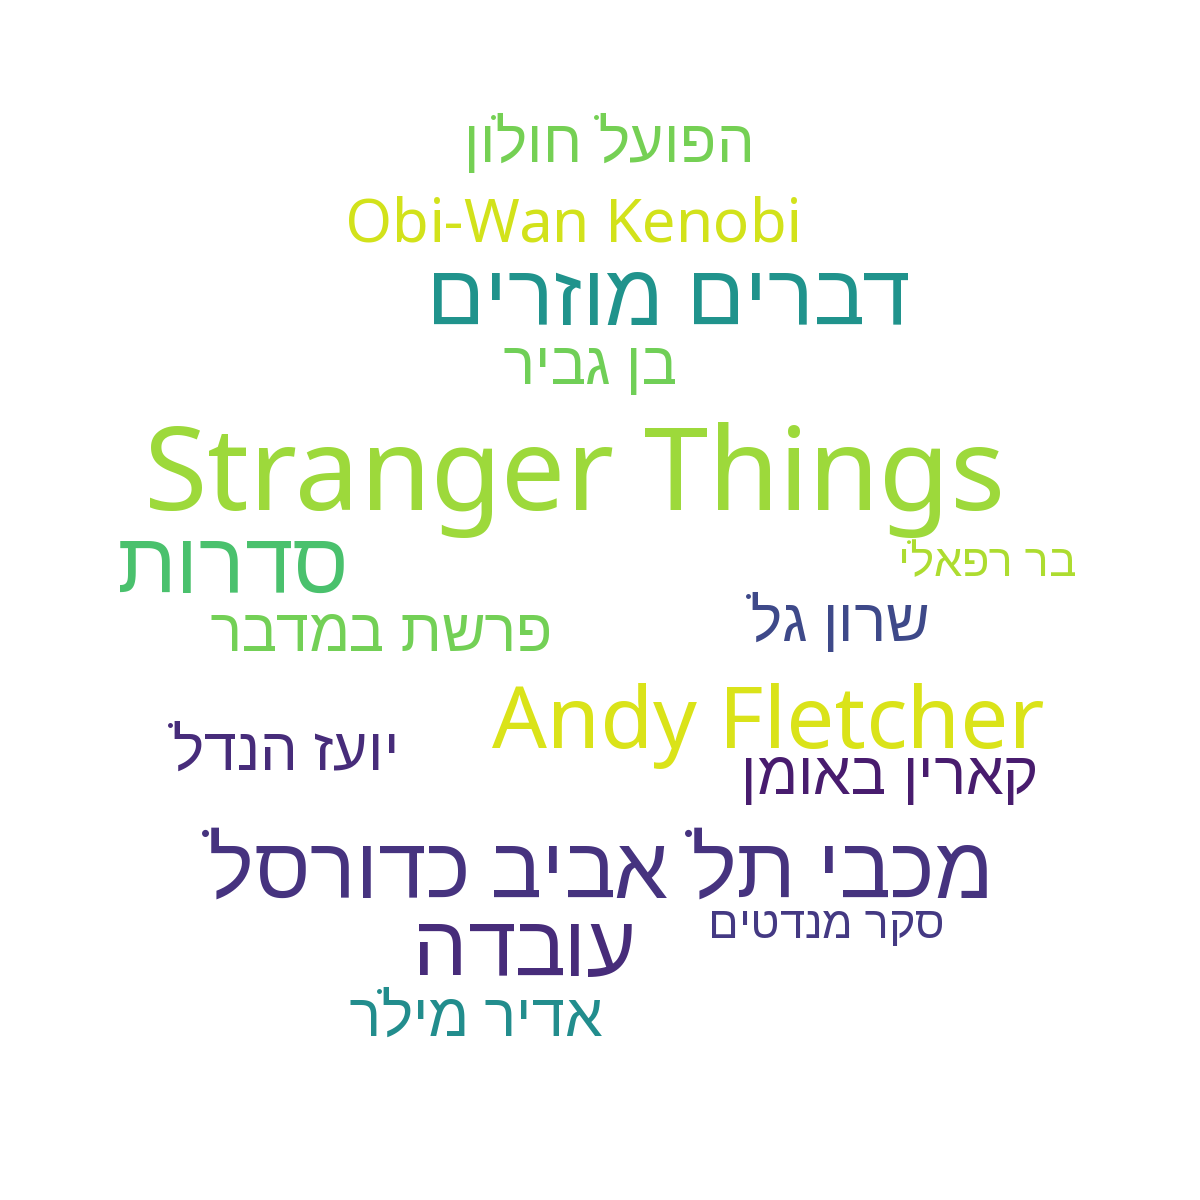 הפועל חולון
Obi-Wan Kenobi
דברים מוזרים
בן גביר
Stranger Things
סדרות
בר רפאלי
פרשת במדבר
שרון גל
Andy Fletcher
יועז הנדל
קארין באומן
מכבי תל אביב כדורסל
סקר מנדטים
עובדה
אדיר מילר